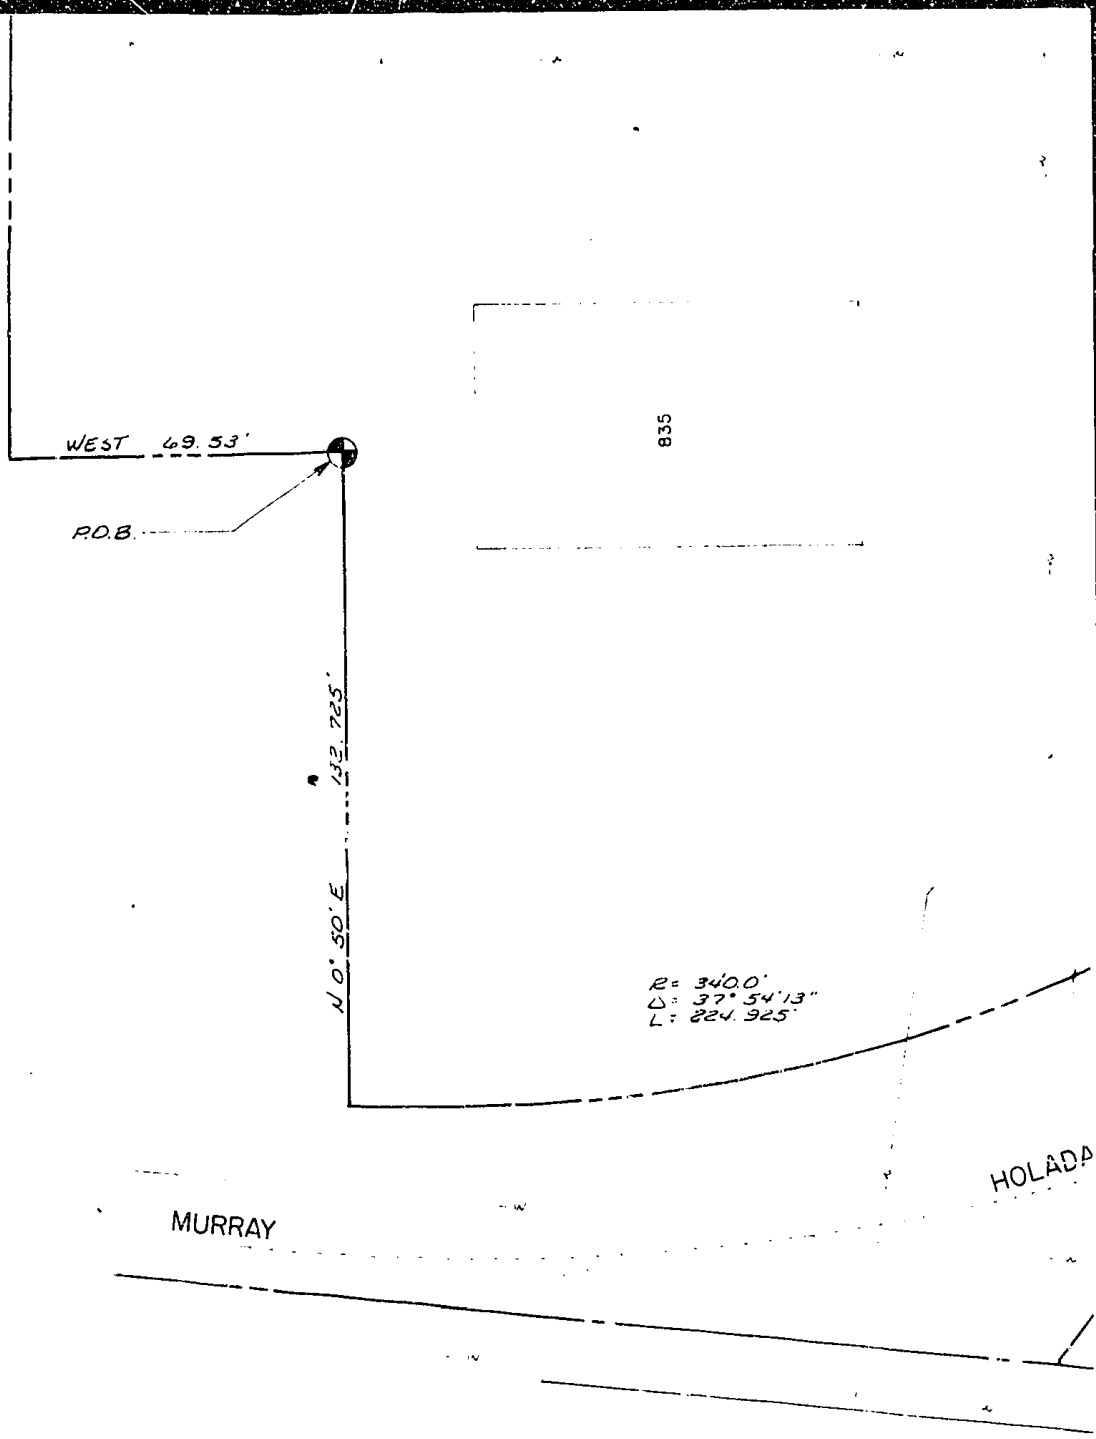 835
WEST 69.53'
P.O.B.
N 0° 50' E 132.725'
R= 340.0'
Δ= 37° 54' 13"
L= 224.925'
HOLADA
MURRAY
W
W